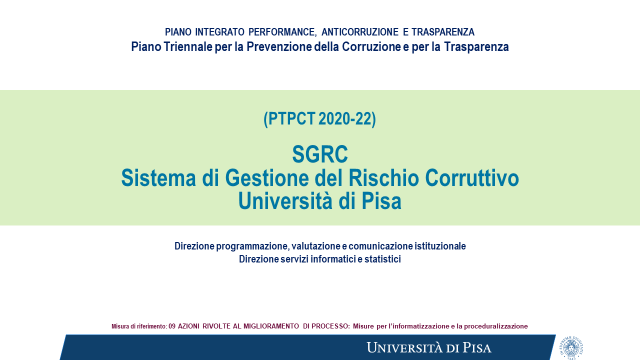 PIANO INTEGRATO PERFORMANCE, ANTICORRUZIONE E TRASPARENZA
Piano Triennale per la Prevenzione della Corruzione e per la Trasparenza
(PTPCT 2020-22)
SGRC
Sistema di Gestione del Rischio Corruttivo
Università di Pisa
Direzione programmazione, valutazione e comunicazione istituzionale
Direzione servizi informatici e statistici
Misura di riferimento: 09 AZIONI RIVOLTE AL MIGLIORAMENTO DI PROCESSO: Misure per l'informatizzazione e la proceduralizzazione
UNIVERSITÀ DI PISA